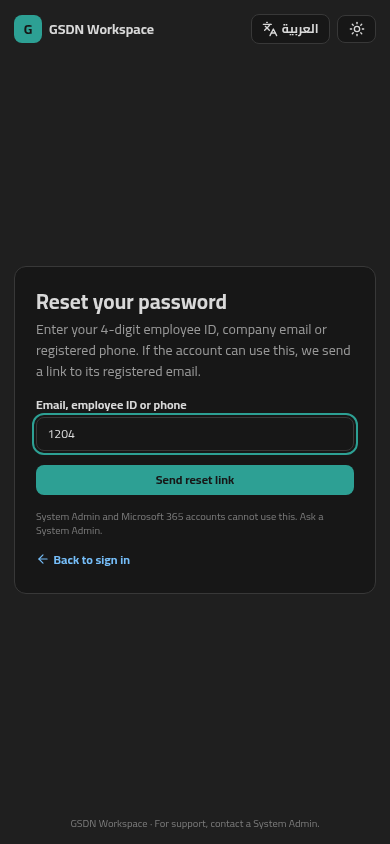 G GSDN Workspace العربية
Reset your password
Enter your 4-digit employee ID, company email or
registered phone. If the account can use this, we send
a link to its registered email.
Email, employee ID or phone
1204
Send reset link
System Admin and Microsoft 365 accounts cannot use this. Ask a
System Admin.
← Back to sign in
GSDN Workspace · For support, contact a System Admin.